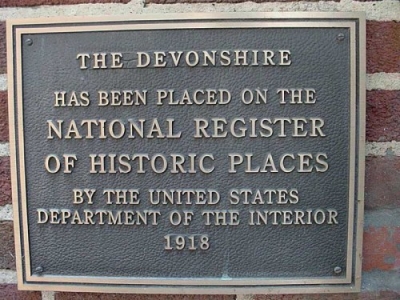 THE DEVONSHIRE
HAS BEEN PLACED ON THE
NATIONAL REGISTER
OF HISTORIC PLACES
BY THE UNITED STATES
DEPARTMENT OF THE INTERIOR
1918